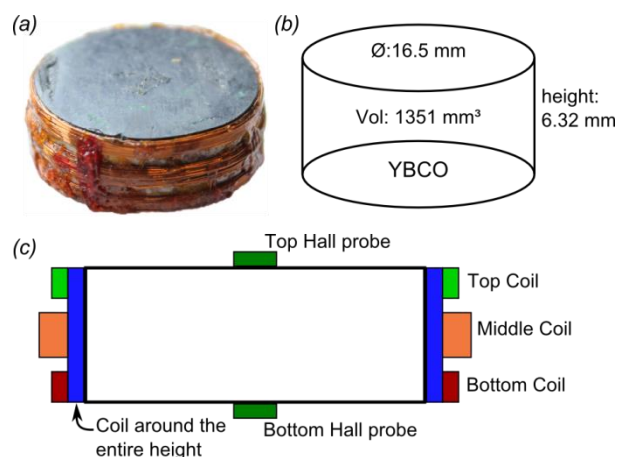 (a)
(b)
Ø:16.5 mm
Vol: 1351 mm³
height:
6.32 mm
YBCO
(c)
Top Hall probe
Top Coil
Middle Coil
Bottom Coil
Coil around the
entire height
Bottom Hall probe